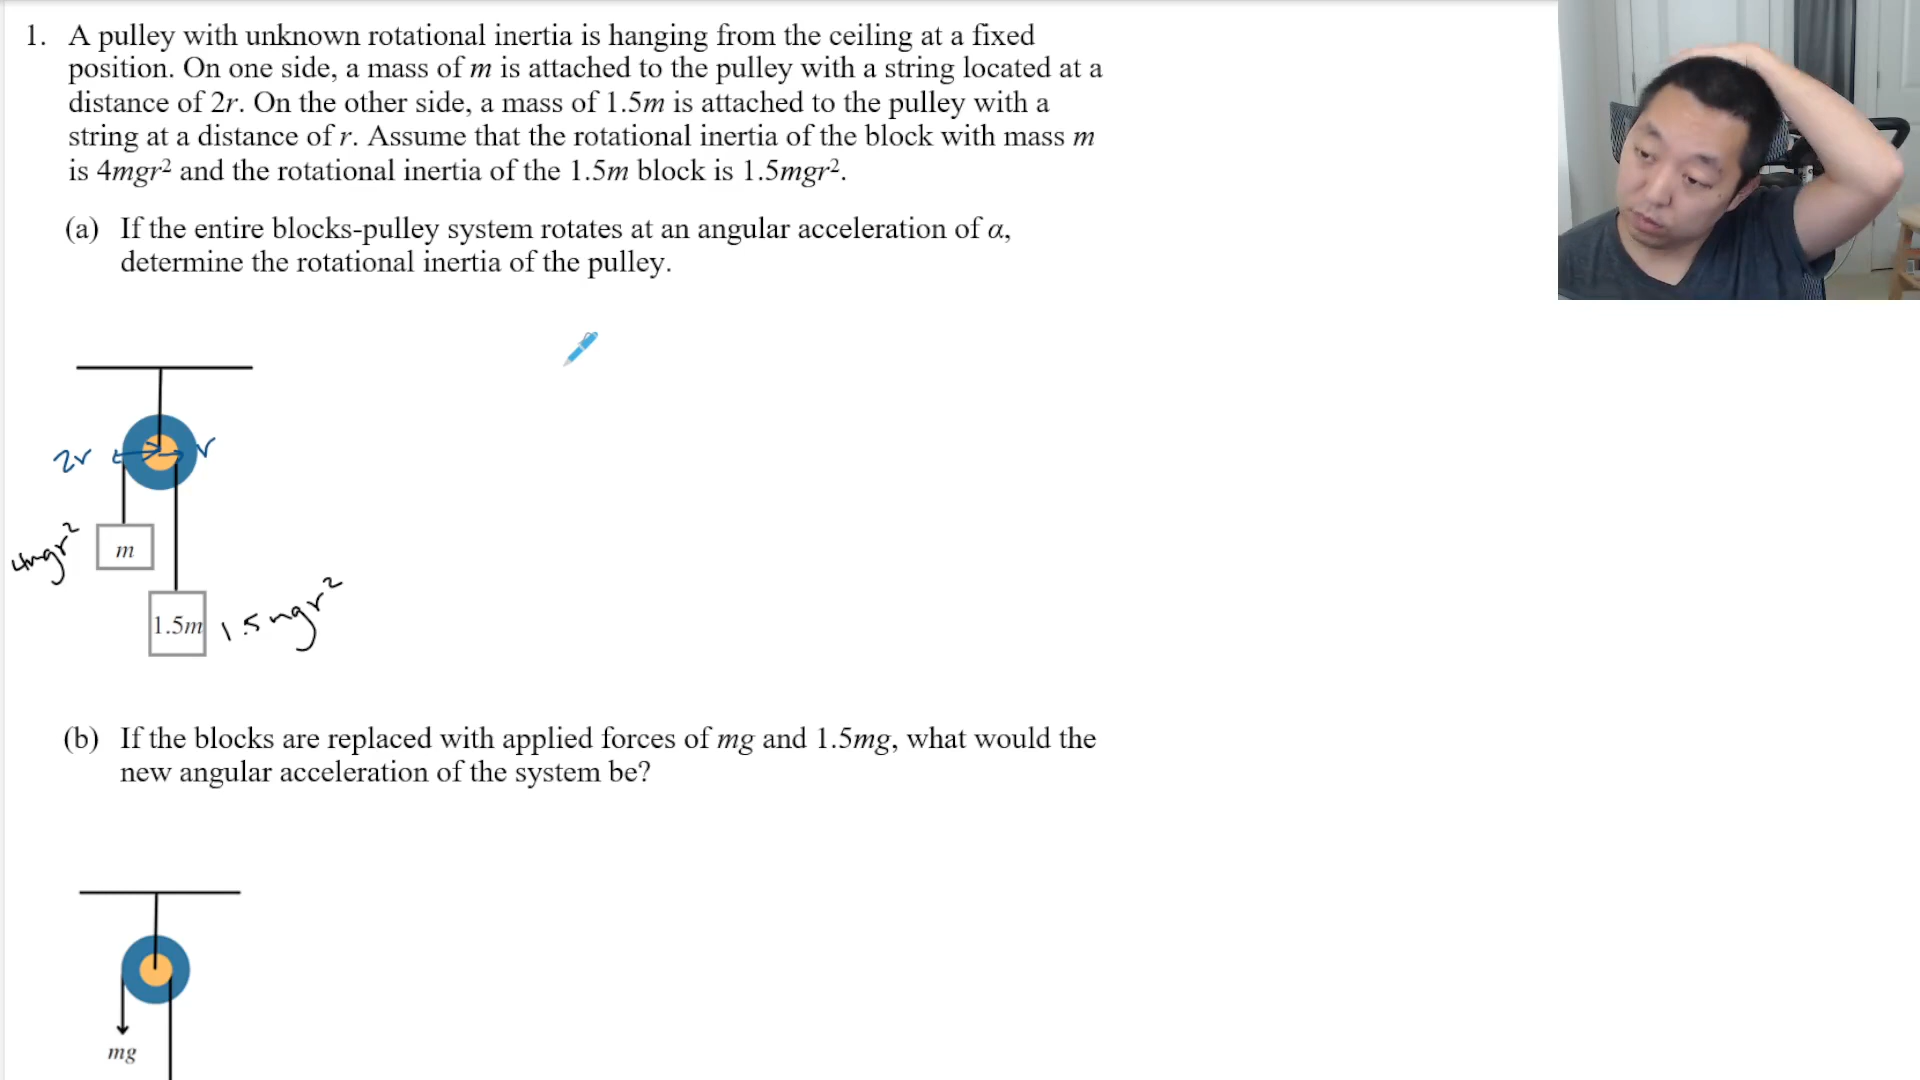 1. A pulley with unknown rotational inertia is hanging from the ceiling at a fixed
position. On one side, a mass of m is attached to the pulley with a string located at a
distance of 2r. On the other side, a mass of 1.5m is attached to the pulley with a
string at a distance of r. Assume that the rotational inertia of the block with mass m
is 4mgr² and the rotational inertia of the 1.5m block is 1.5mgr².
(a) If the entire blocks-pulley system rotates at an angular acceleration of α,
determine the rotational inertia of the pulley.
2r
r
4mgr²
m
1.5m
1.5mgr²
(b) If the blocks are replaced with applied forces of mg and 1.5mg, what would the
new angular acceleration of the system be?
mg